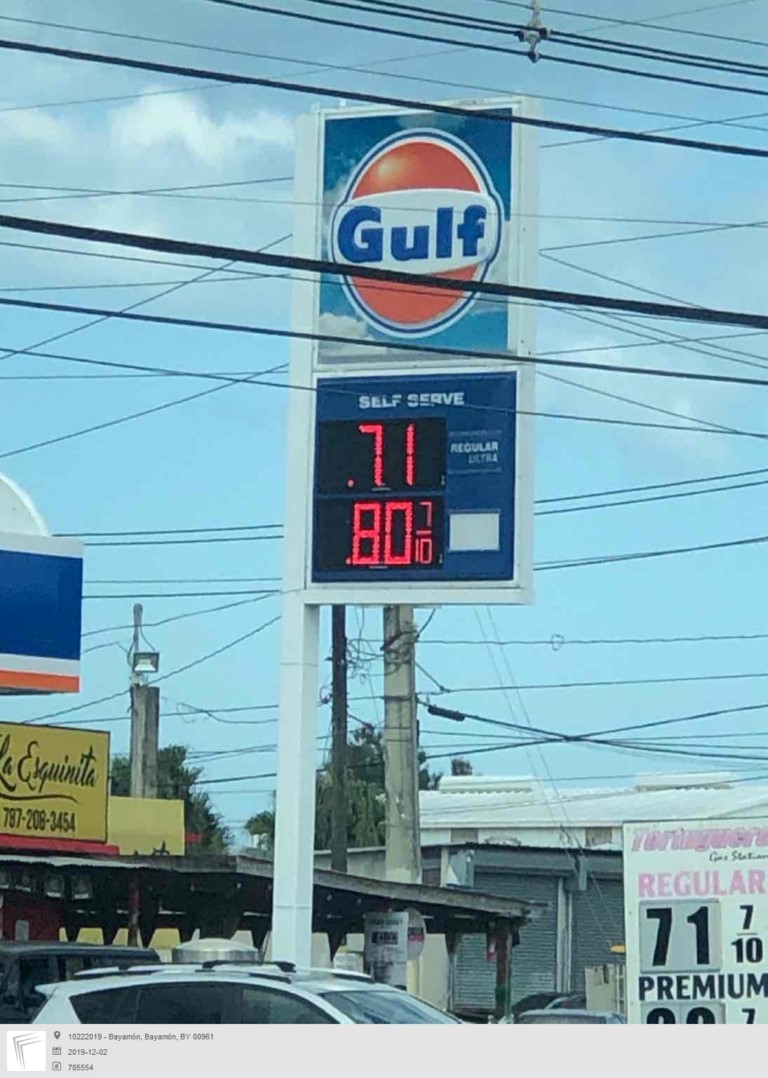 Gulf
SELF SERVE
.71
REGULAR
ULTRA
.80 7/10
La Esquinita
787-208-3454
Tortuguero
Gas Station
REGULAR
71 7/10
PREMIUM
7
10222019 - Bayamón, Bayamón, BY 00961
2019-12-02
785554